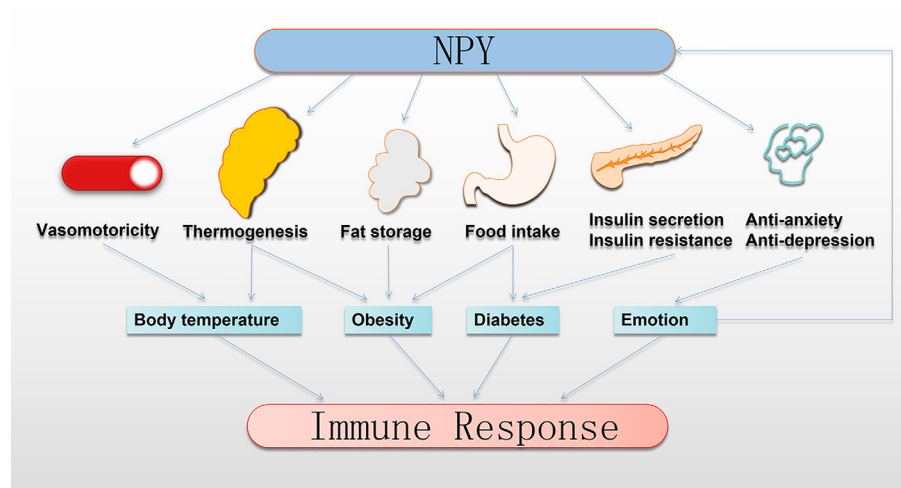 NPY
Vasomotoricity
Thermogenesis
Fat storage
Food intake
Insulin secretion
Insulin resistance
Anti-anxiety
Anti-depression
Body temperature
Obesity
Diabetes
Emotion
Immune Response